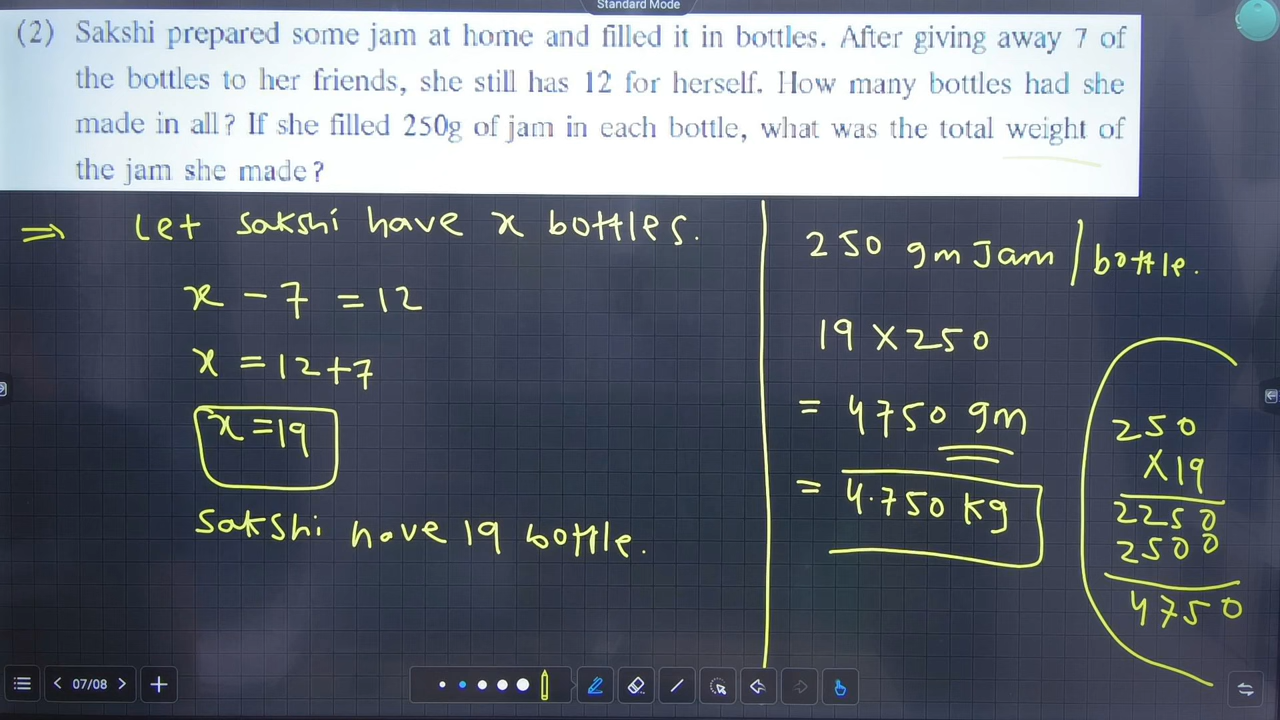 Standard Mode
(2) Sakshi prepared some jam at home and filled it in bottles. After giving away 7 of
the bottles to her friends, she still has 12 for herself. How many bottles had she
made in all? If she filled 250g of jam in each bottle, what was the total weight of
the jam she made?
⇒ Let sakshi have x bottles.
x - 7 = 12
x = 12+7
x = 19
Sakshi have 19 bottle.
250 gm Jam / bottle.
19 X 250
= 4750 gm
= 4.750 kg
250
X 19
2250
2500
4750
07/08